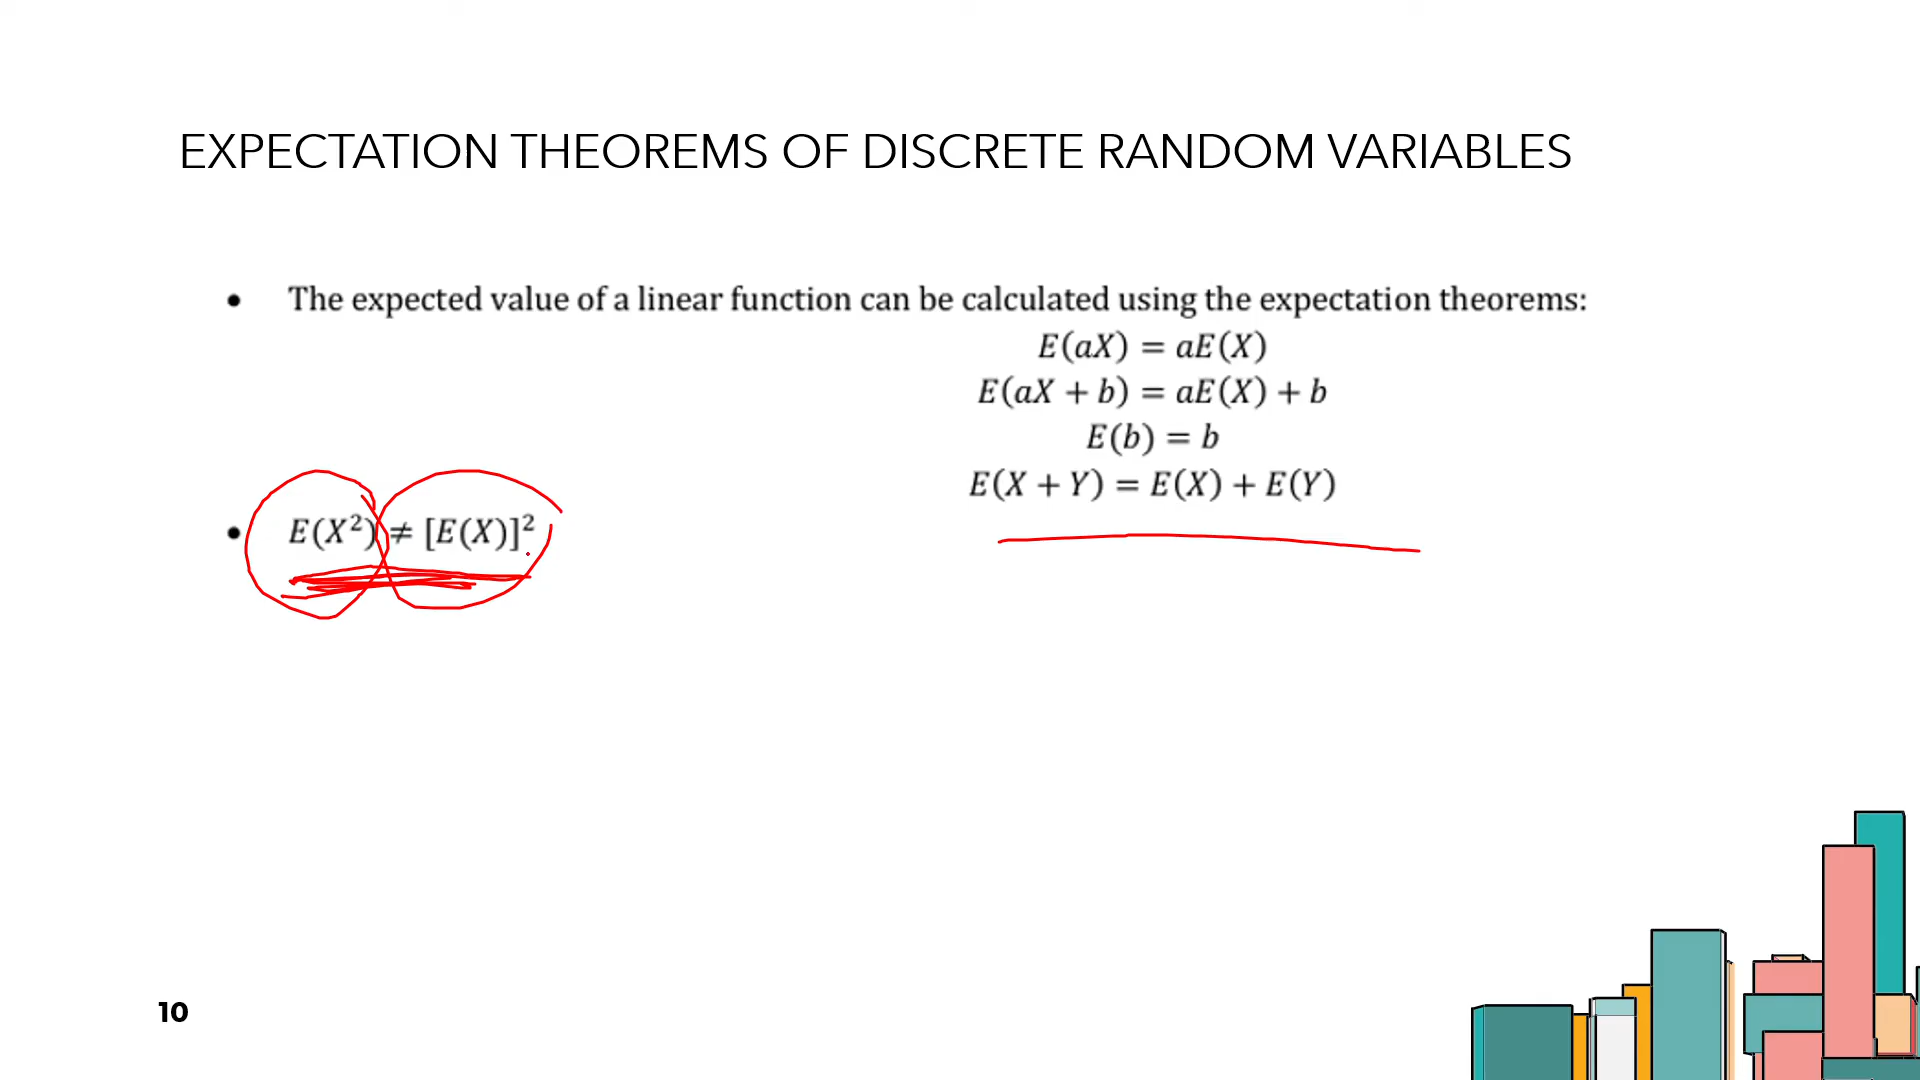 EXPECTATION THEOREMS OF DISCRETE RANDOM VARIABLES
• The expected value of a linear function can be calculated using the expectation theorems:
E(aX) = aE(X)
E(aX + b) = aE(X) + b
E(b) = b
E(X + Y) = E(X) + E(Y)
• E(X²) ≠ [E(X)]²
10